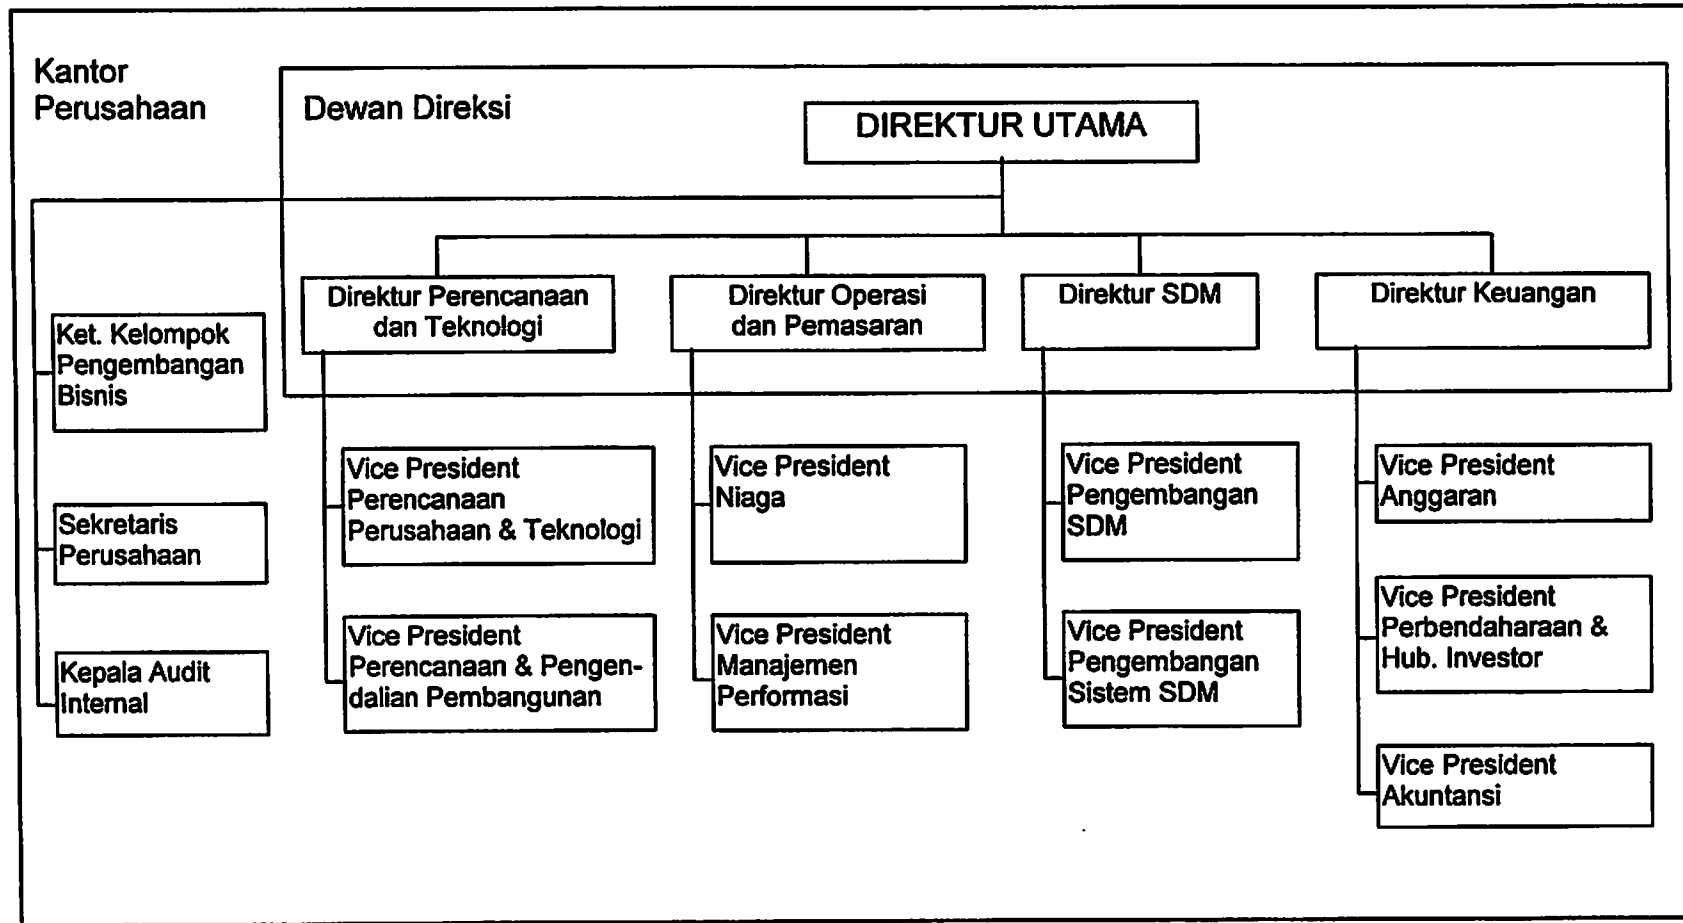 Kantor
Perusahaan
Dewan Direksi
DIREKTUR UTAMA
Direktur Perencanaan
dan Teknologi
Direktur Operasi
dan Pemasaran
Direktur SDM
Direktur Keuangan
Ket. Kelompok
Pengembangan
Bisnis
Sekretaris
Perusahaan
Kepala Audit
Internal
Vice President
Perencanaan
Perusahaan & Teknologi
Vice President
Perencanaan & Pengen-
dalian Pembangunan
Vice President
Niaga
Vice President
Manajemen
Performasi
Vice President
Pengembangan
SDM
Vice President
Pengembangan
Sistem SDM
Vice President
Anggaran
Vice President
Perbendaharaan &
Hub. Investor
Vice President
Akuntansi